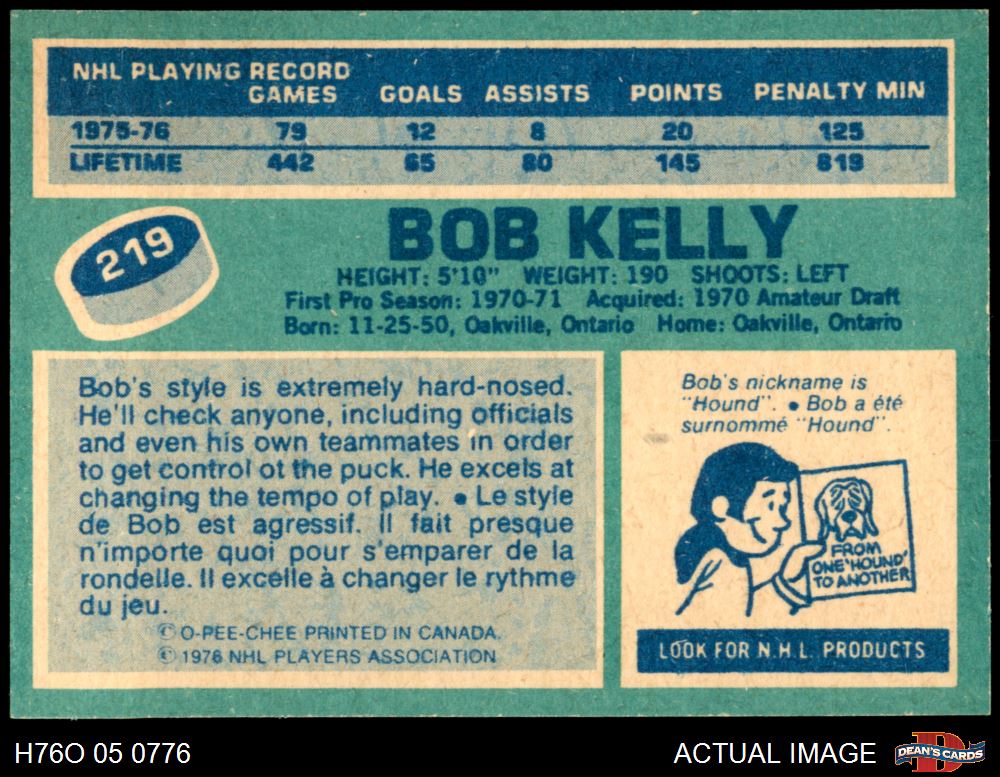 NHL PLAYING RECORD
GAMES GOALS ASSISTS POINTS PENALTY MIN
1975-76 79 12 8 20 125
LIFETIME 442 65 80 145 819
219
BOB KELLY
HEIGHT: 5'10" WEIGHT: 190 SHOOTS: LEFT
First Pro Season: 1970-71 Acquired: 1970 Amateur Draft
Born: 11-25-50, Oakville, Ontario Home: Oakville, Ontario
Bob's style is extremely hard-nosed.
He'll check anyone, including officials
and even his own teammates in order
to get control of the puck. He excels at
changing the tempo of play. • Le style
de Bob est agressif. Il fait presque
n'importe quoi pour s'emparer de la
rondelle. Il excelle à changer le rythme
du jeu.
© O-PEE-CHEE PRINTED IN CANADA.
© 1976 NHL PLAYERS ASSOCIATION
Bob's nickname is
"Hound". • Bob a été
surnommé "Hound".
FROM
ONE 'HOUND'
TO ANOTHER
LOOK FOR N.H.L. PRODUCTS
H76O 05 0776
ACTUAL IMAGE
DEAN'S CARDS